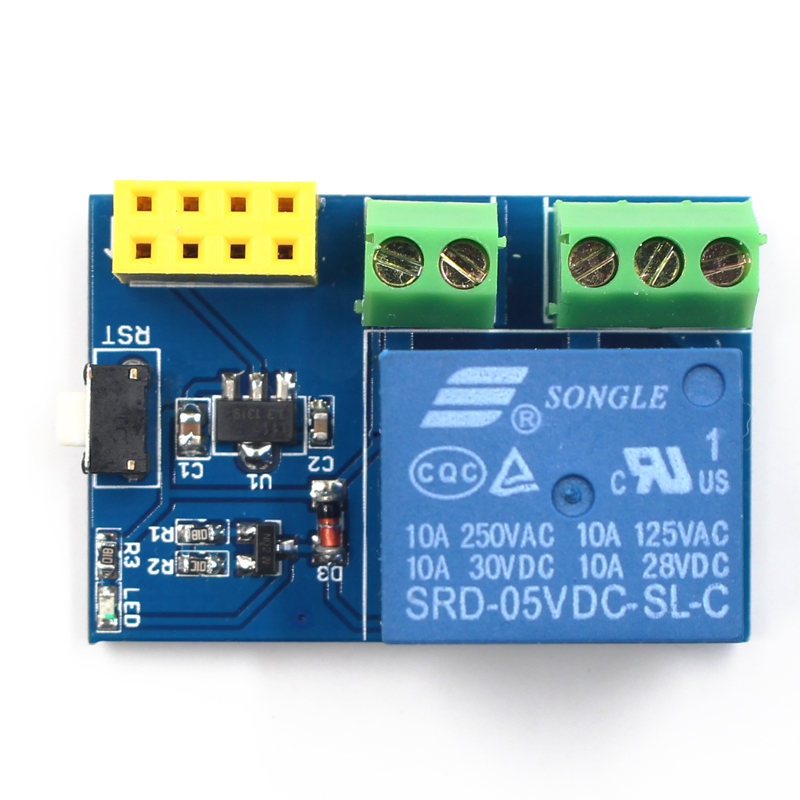 RST
C1
U1
C2
R1
R2
R3
LED
D3
SONGLE
®
CQC
1
C
US
10A 250VAC 10A 125VAC
10A 30VDC 10A 28VDC
SRD-05VDC-SL-C